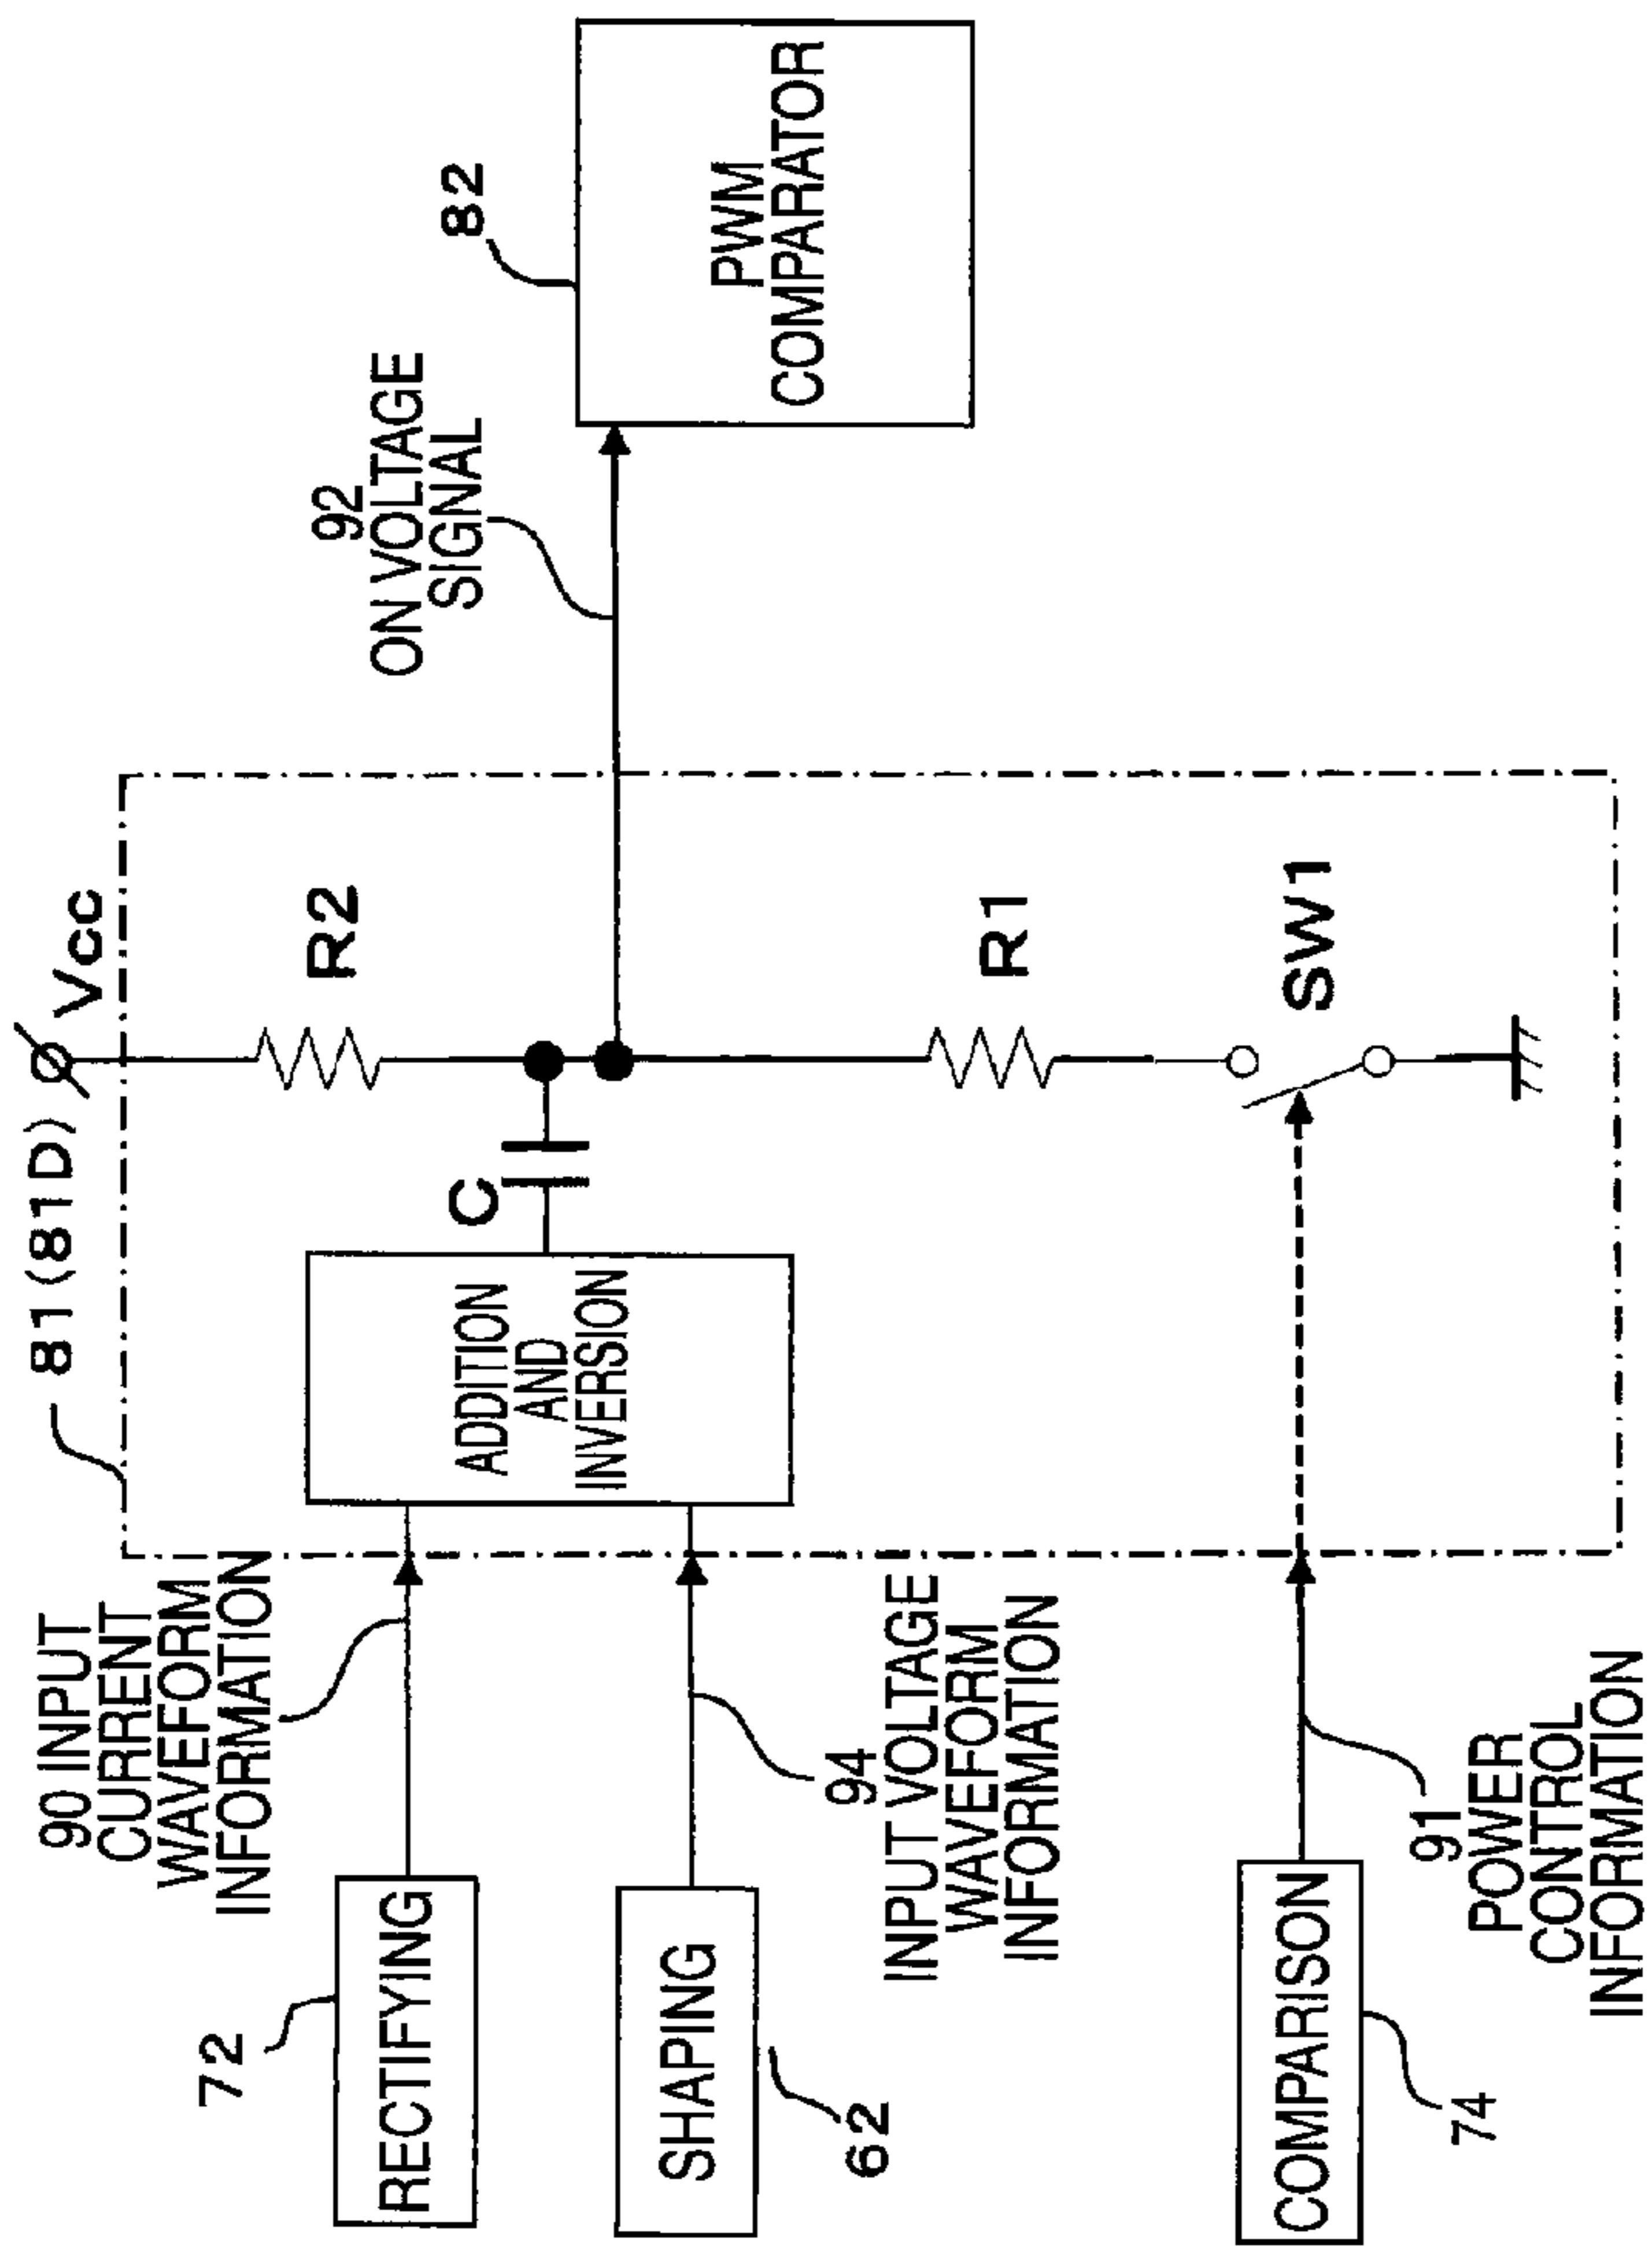 81(81D)
Vcc
90 INPUT
CURRENT
WAVEFORM
INFORMATION
72
RECTIFYING
ADDITION
AND
INVERSION
C
R2
92
ON VOLTAGE
SIGNAL
82
PWM
COMPARATOR
SHAPING
62
94
INPUT VOLTAGE
WAVEFORM
INFORMATION
R1
SW1
COMPARISON
74
91
POWER
CONTROL
INFORMATION